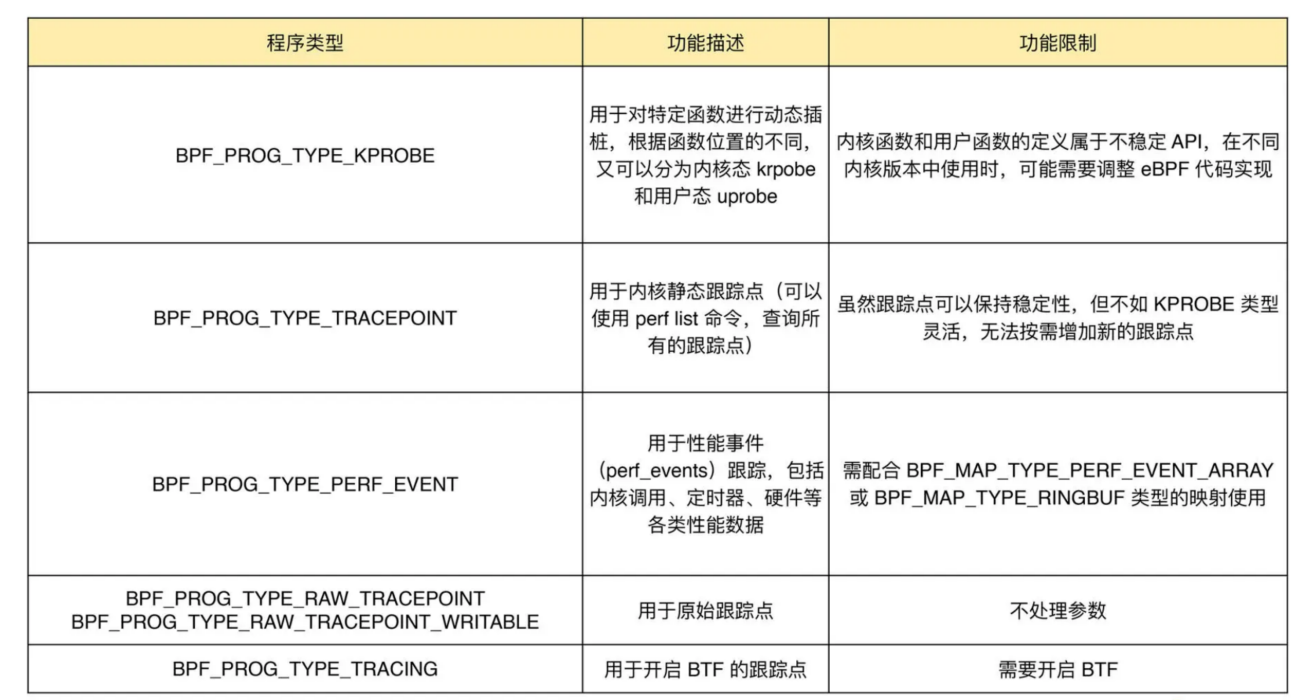 程序类型
功能描述
功能限制
BPF_PROG_TYPE_KPROBE
用于对特定函数进行动态插
桩，根据函数位置的不同，
又可以分为内核态 krpobe
和用户态 uprobe
内核函数和用户函数的定义属于不稳定 API，在不同
内核版本中使用时，可能需要调整 eBPF 代码实现
BPF_PROG_TYPE_TRACEPOINT
用于内核静态跟踪点（可以
使用 perf list 命令，查询所
有的跟踪点）
虽然跟踪点可以保持稳定性，但不如 KPROBE 类型
灵活，无法按需增加新的跟踪点
BPF_PROG_TYPE_PERF_EVENT
用于性能事件
（perf_events）跟踪，包括
内核调用、定时器、硬件等
各类性能数据
需配合 BPF_MAP_TYPE_PERF_EVENT_ARRAY
或 BPF_MAP_TYPE_RINGBUF 类型的映射使用
BPF_PROG_TYPE_RAW_TRACEPOINT
BPF_PROG_TYPE_RAW_TRACEPOINT_WRITABLE
用于原始跟踪点
不处理参数
BPF_PROG_TYPE_TRACING
用于开启 BTF 的跟踪点
需要开启 BTF